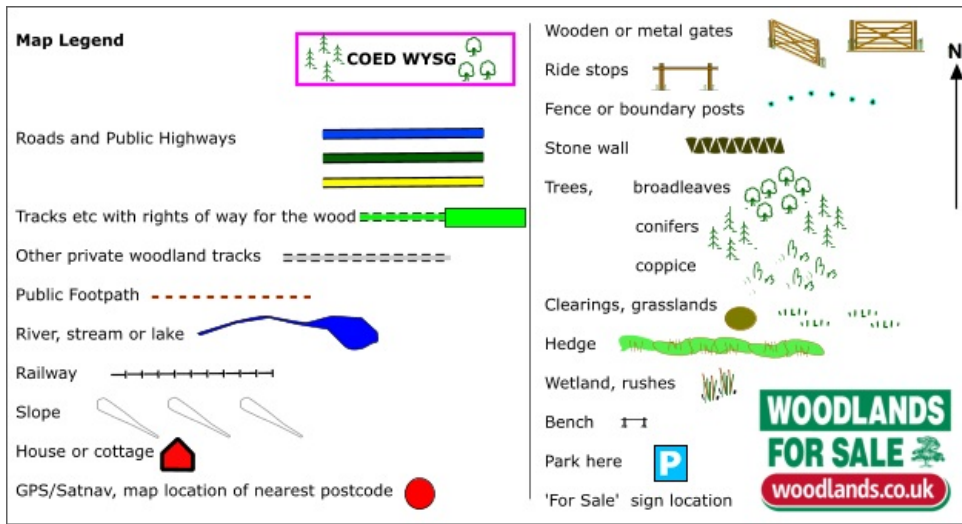 Map Legend
COED WYSG
Roads and Public Highways
Tracks etc with rights of way for the wood
Other private woodland tracks
Public Footpath
River, stream or lake
Railway
Slope
House or cottage
GPS/Satnav, map location of nearest postcode
Wooden or metal gates
Ride stops
Fence or boundary posts
Stone wall
Trees, broadleaves
conifers
coppice
Clearings, grasslands
Hedge
Wetland, rushes
Bench
Park here P
'For Sale' sign location
N
WOODLANDS
FOR SALE
woodlands.co.uk